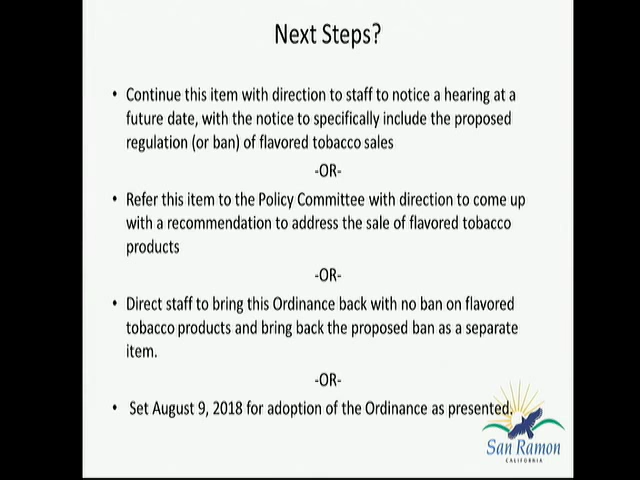 Next Steps?
• Continue this item with direction to staff to notice a hearing at a
future date, with the notice to specifically include the proposed
regulation (or ban) of flavored tobacco sales
-OR-
• Refer this item to the Policy Committee with direction to come up
with a recommendation to address the sale of flavored tobacco
products
-OR-
• Direct staff to bring this Ordinance back with no ban on flavored
tobacco products and bring back the proposed ban as a separate
item.
-OR-
• Set August 9, 2018 for adoption of the Ordinance as presented.
San Ramon
CALIFORNIA